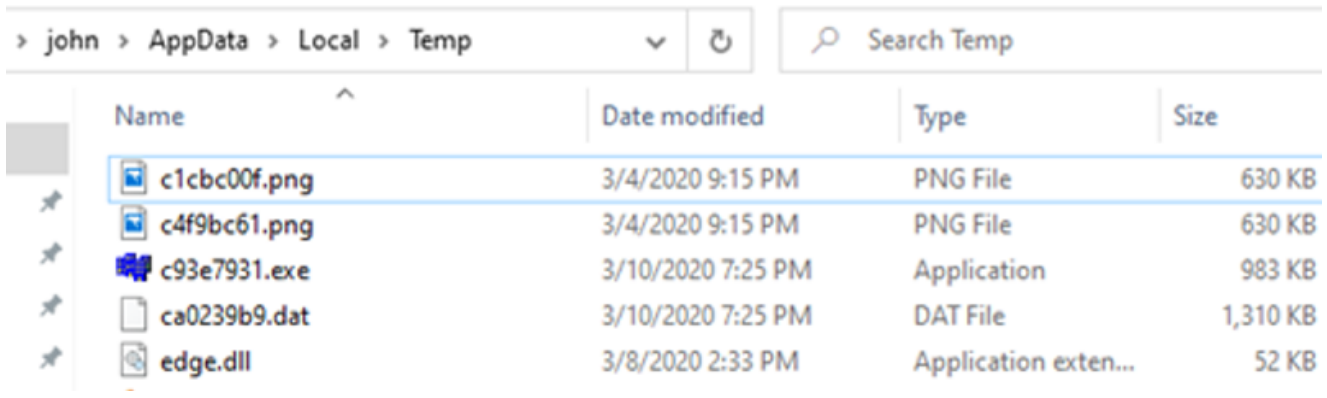 > john > AppData > Local > Temp Search Temp
Name Date modified Type Size
c1cbc00f.png 3/4/2020 9:15 PM PNG File 630 KB
c4f9bc61.png 3/4/2020 9:15 PM PNG File 630 KB
c93e7931.exe 3/10/2020 7:25 PM Application 983 KB
ca0239b9.dat 3/10/2020 7:25 PM DAT File 1,310 KB
edge.dll 3/8/2020 2:33 PM Application exten... 52 KB